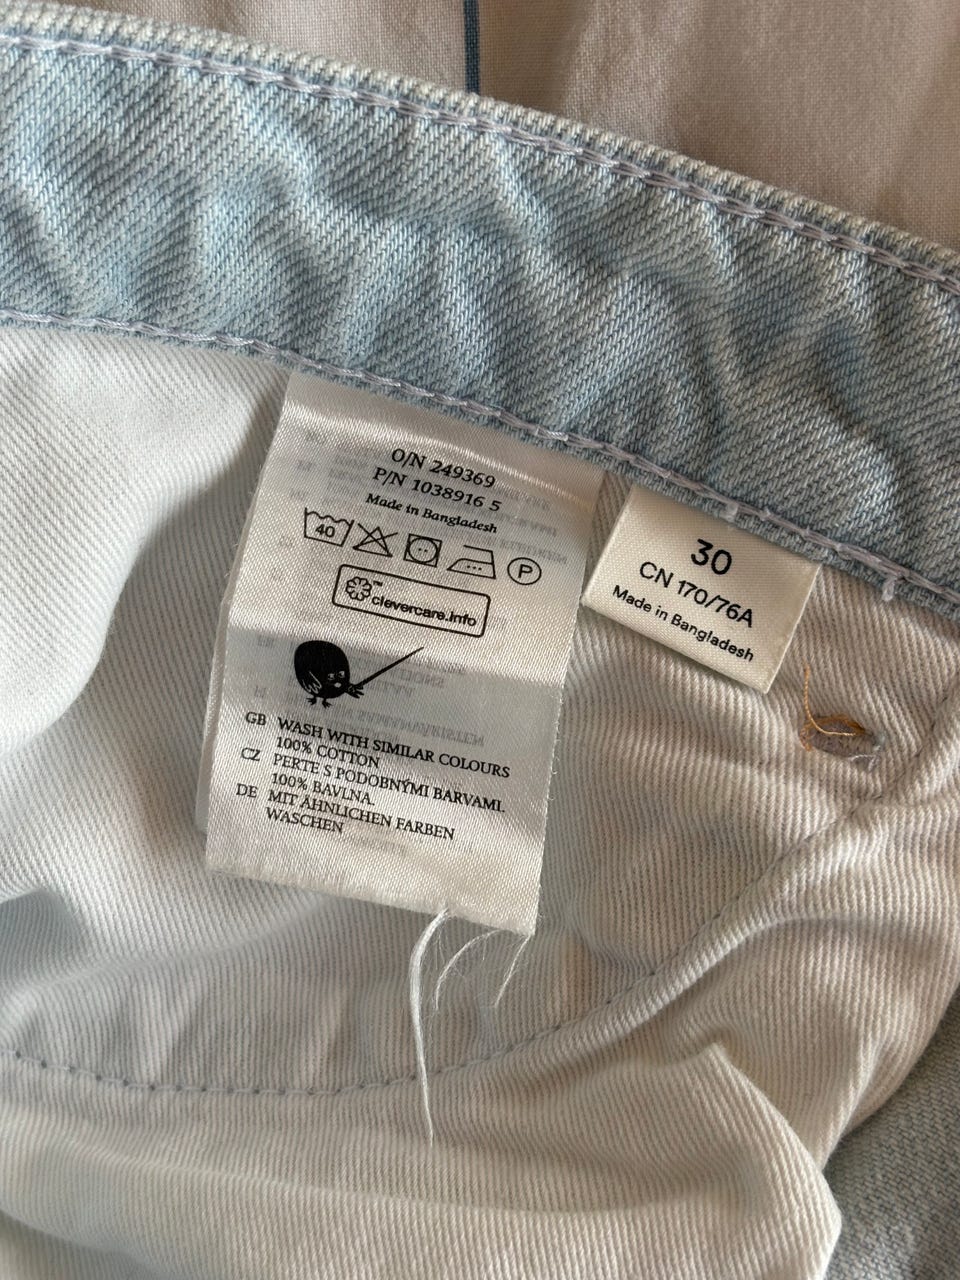 O/N 249369
P/N 1038916 5
Made in Bangladesh
40
P
clevercare.info
GB WASH WITH SIMILAR COLOURS
100% COTTON
CZ PERTE S PODOBNÝMI BARVAMI.
100% BAVLNA.
DE MIT ÄHNLICHEN FARBEN
WASCHEN
30
CN 170/76A
Made in Bangladesh